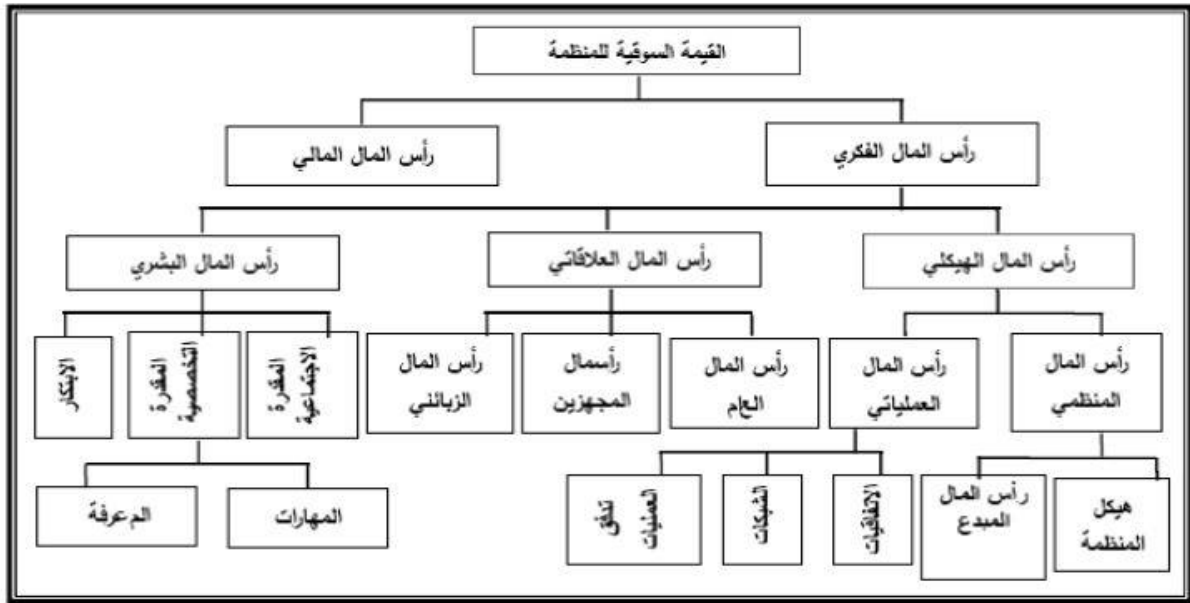 القيمة السوقية للمنظمة
رأس المال الفكري
رأس المال المالي
رأس المال الهيكلي
رأس المال العلاقاتي
رأس المال البشري
رأس المال
المنظمي
رأس المال
العملياتي
رأس المال
العام
رأسمال
المجهزين
رأس المال
الزبائني
المقدرة
الاجتماعية
المقدرة
التخصصية
الابتكار
هيكل
المنظمة
رأس المال
المبدع
الاتفاقيات
الشبكات
تدفق
العمليات
المهارات
المعرفة